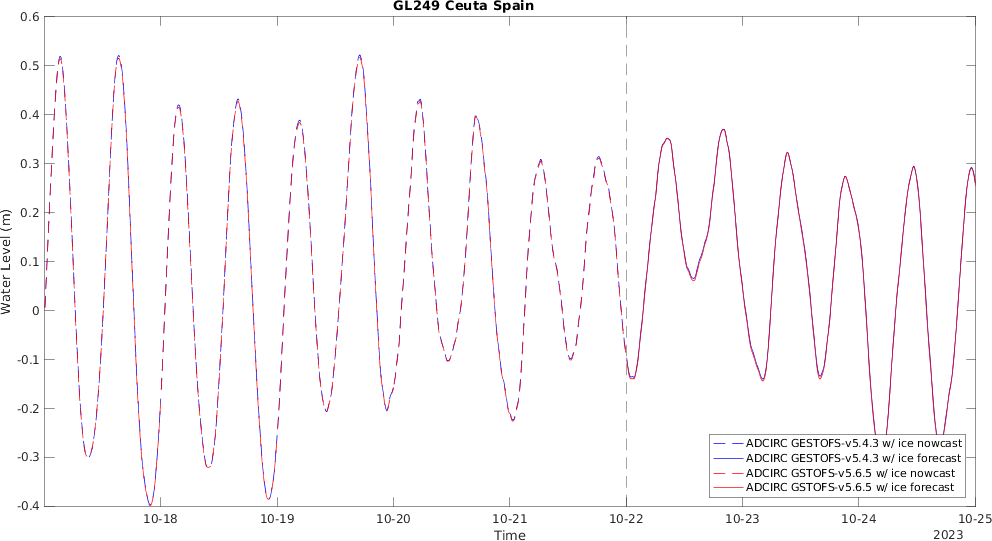 GL249 Ceuta Spain
0.6
0.5
0.4
0.3
0.2
0.1
0
-0.1
-0.2
-0.3
-0.4
Water Level (m)
ADCIRC GESTOFS-v5.4.3 w/ ice nowcast
ADCIRC GESTOFS-v5.4.3 w/ ice forecast
ADCIRC GSTOFS-v5.6.5 w/ ice nowcast
ADCIRC GSTOFS-v5.6.5 w/ ice forecast
10-18 10-19 10-20 10-21 10-22 10-23 10-24 10-25
Time
2023